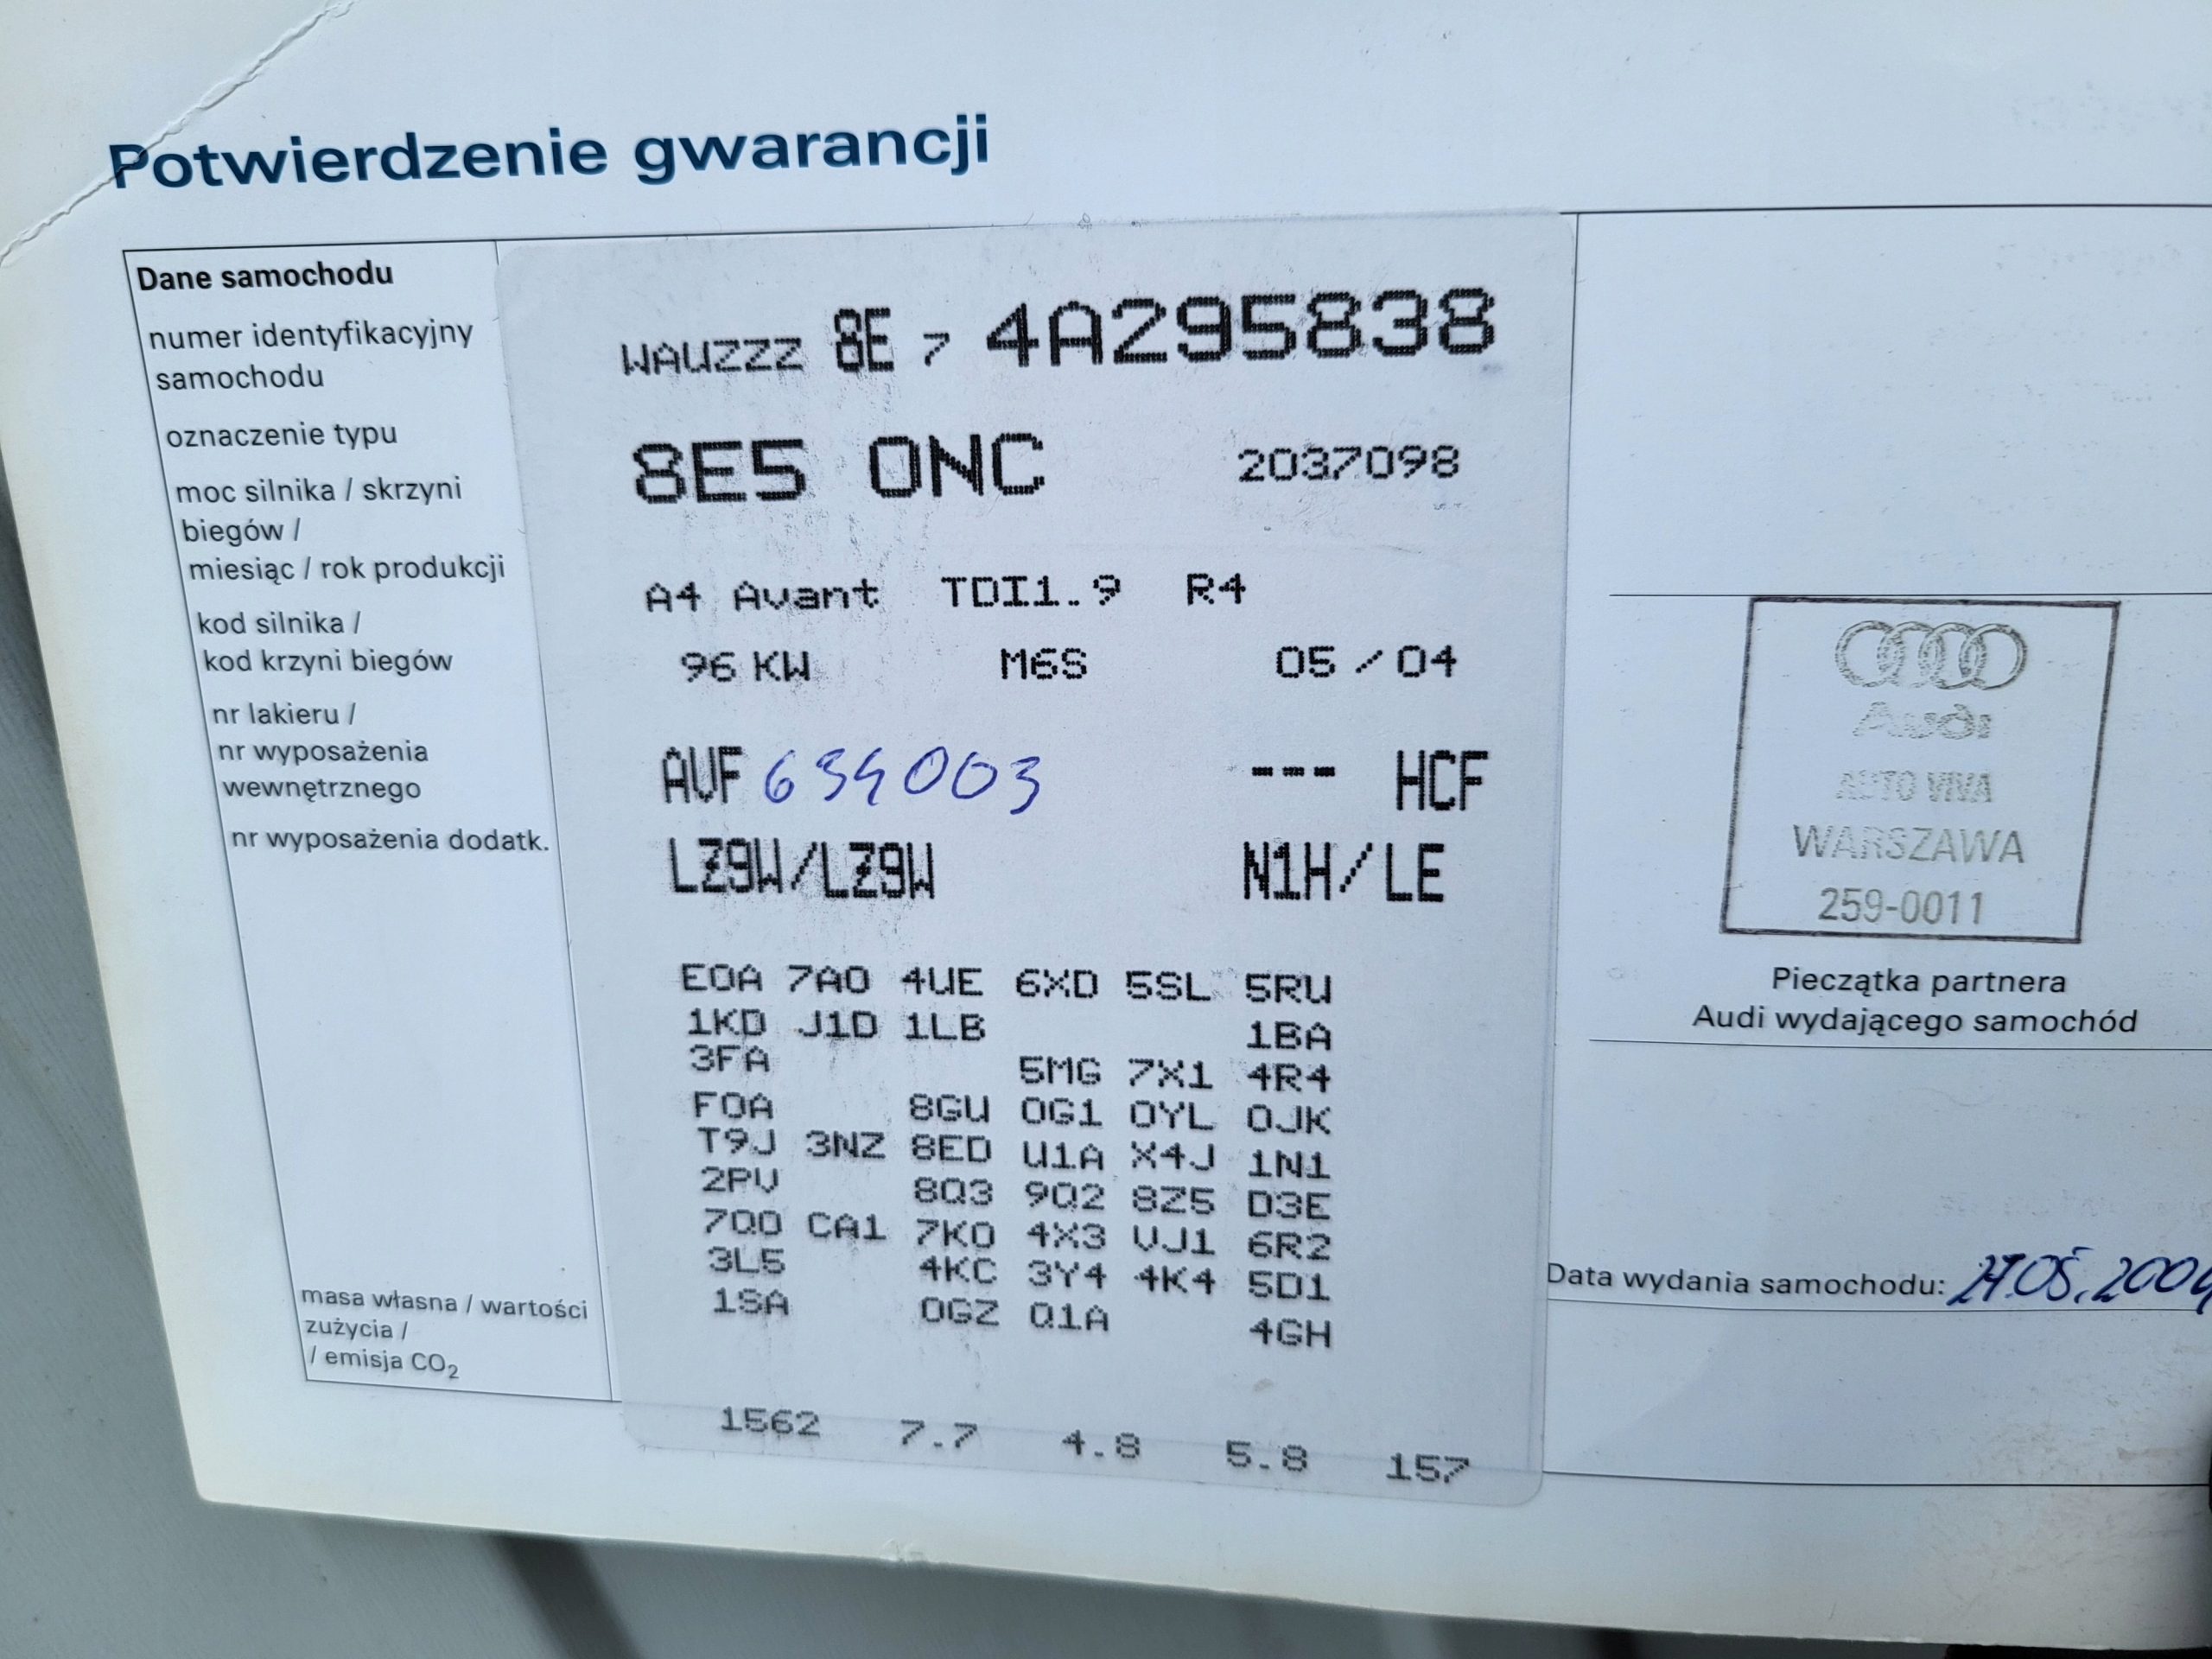 Potwierdzenie gwarancji
Dane samochodu
numer identyfikacyjny
samochodu
oznaczenie typu
moc silnika / skrzyni
biegów /
miesiąc / rok produkcji
kod silnika /
kod krzyni biegów
nr lakieru /
nr wyposażenia
wewnętrznego
nr wyposażenia dodatk.
masa własna / wartości
zużycia /
/ emisja CO2
WAUZZZ 8E 7 4A295838
8E5 0NC 2037098
A4 Avant TDI1.9 R4
96 KW M6S 05 / 04
AVF 634003 --- HCF
LZ9W/LZ9W N1H/LE
E0A 7A0 4UE 6XD 5SL 5RU
1KD J1D 1LB 1BA
3FA 5MG 7X1 4R4
F0A 8GU 0G1 0YL 0JK
T9J 3NZ 8ED U1A X4J 1N1
2PV 8Q3 9Q2 8Z5 D3E
7Q0 CA1 7K0 4X3 VJ1 6R2
3L5 4KC 3Y4 4K4 5D1
1SA 0GZ Q1A 4GH
1562 7.7 4.8 5.8 157
Audi
AUTO VIVA
WARSZAWA
259-0011
Pieczątka partnera
Audi wydającego samochód
Data wydania samochodu: